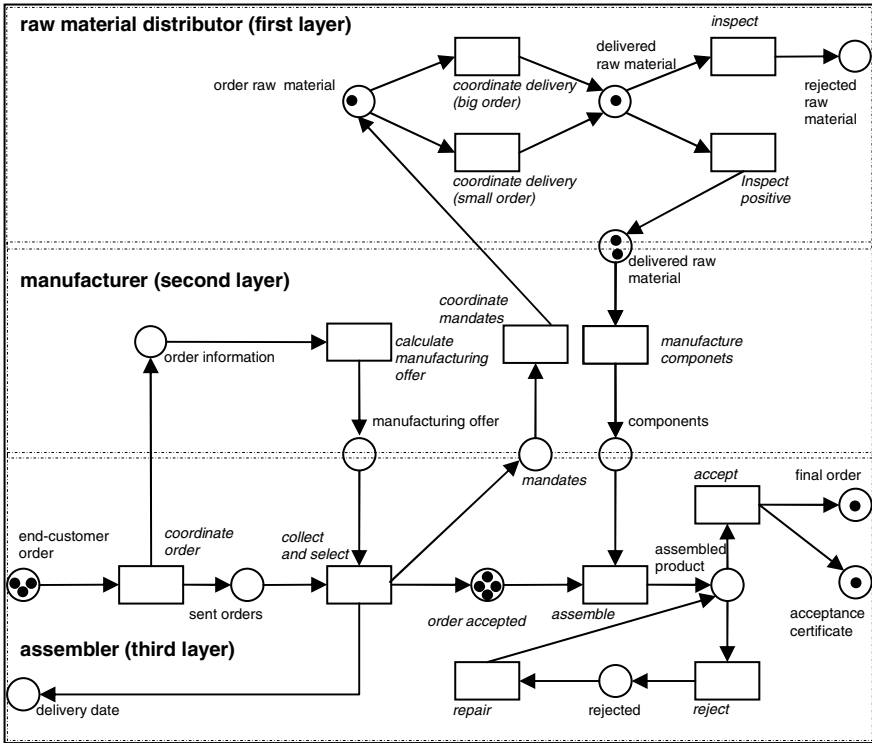 raw material distributor (first layer)
inspect
delivered
raw material
order raw  material
coordinate delivery
(big order)
rejected
raw
material
coordinate delivery
(small order)
Inspect
positive
delivered raw
material
manufacturer (second layer)
coordinate
mandates
order information
calculate
manufacturing
offer
manufacture
componets
manufacturing offer
components
mandates
accept
final order
end-customer
order
coordinate
order
collect
and select
assembled
product
sent orders
order accepted
assemble
acceptance
certificate
assembler (third layer)
delivery date
repair
rejected
reject